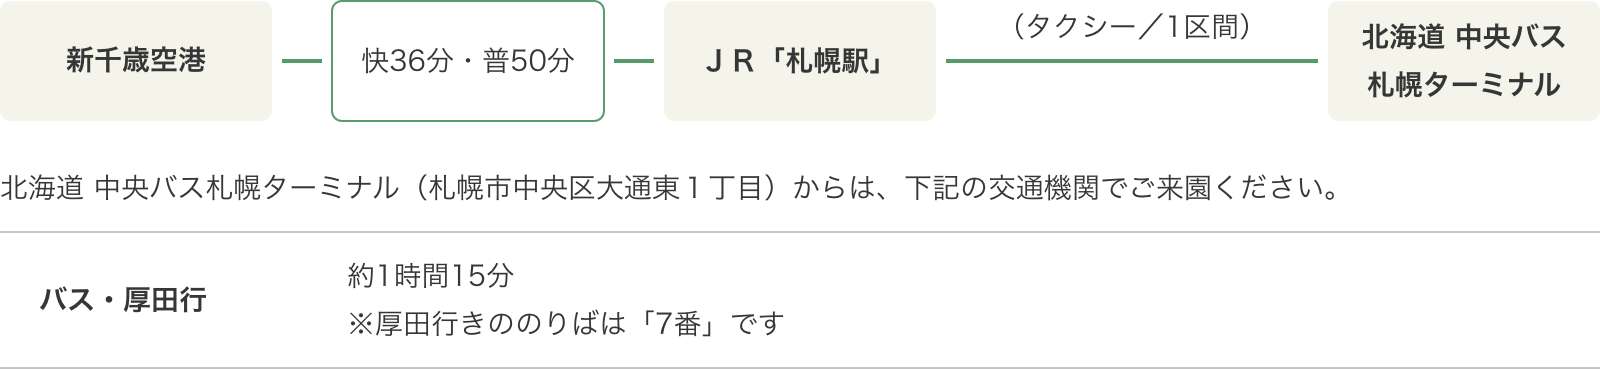 新千歳空港
快36分・普50分
ＪＲ「札幌駅」
（タクシー／1区間）
北海道 中央バス
札幌ターミナル
北海道 中央バス札幌ターミナル（札幌市中央区大通東１丁目）からは、下記の交通機関でご来園ください。
バス・厚田行
約1時間15分
※厚田行きののりばは「7番」です